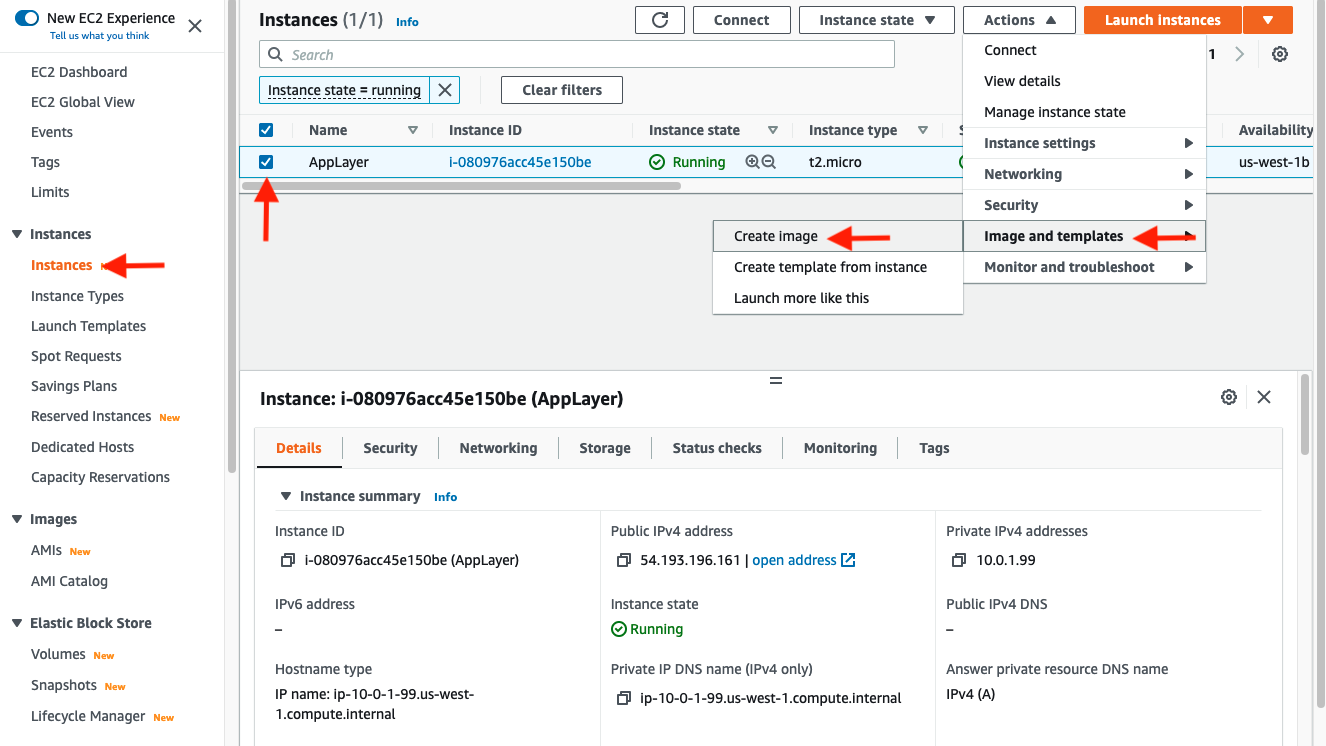 New EC2 Experience
Tell us what you think
EC2 Dashboard
EC2 Global View
Events
Tags
Limits
Instances
Instances
Instance Types
Launch Templates
Spot Requests
Savings Plans
Reserved Instances New
Dedicated Hosts
Capacity Reservations
Images
AMIs New
AMI Catalog
Elastic Block Store
Volumes New
Snapshots New
Lifecycle Manager New
Instances (1/1) Info
Connect
Instance state
Actions
Launch instances
Search
1
Instance state = running
Clear filters
Name Instance ID Instance state Instance type Availability
AppLayer i-080976acc45e150be Running t2.micro us-west-1b
Connect
View details
Manage instance state
Instance settings
Networking
Security
Image and templates
Monitor and troubleshoot
Create image
Create template from instance
Launch more like this
Instance: i-080976acc45e150be (AppLayer)
Details Security Networking Storage Status checks Monitoring Tags
Instance summary Info
Instance ID
i-080976acc45e150be (AppLayer)
Public IPv4 address
54.193.196.161 | open address
Private IPv4 addresses
10.0.1.99
IPv6 address
–
Instance state
Running
Public IPv4 DNS
–
Hostname type
IP name: ip-10-0-1-99.us-west-
1.compute.internal
Private IP DNS name (IPv4 only)
ip-10-0-1-99.us-west-1.compute.internal
Answer private resource DNS name
IPv4 (A)